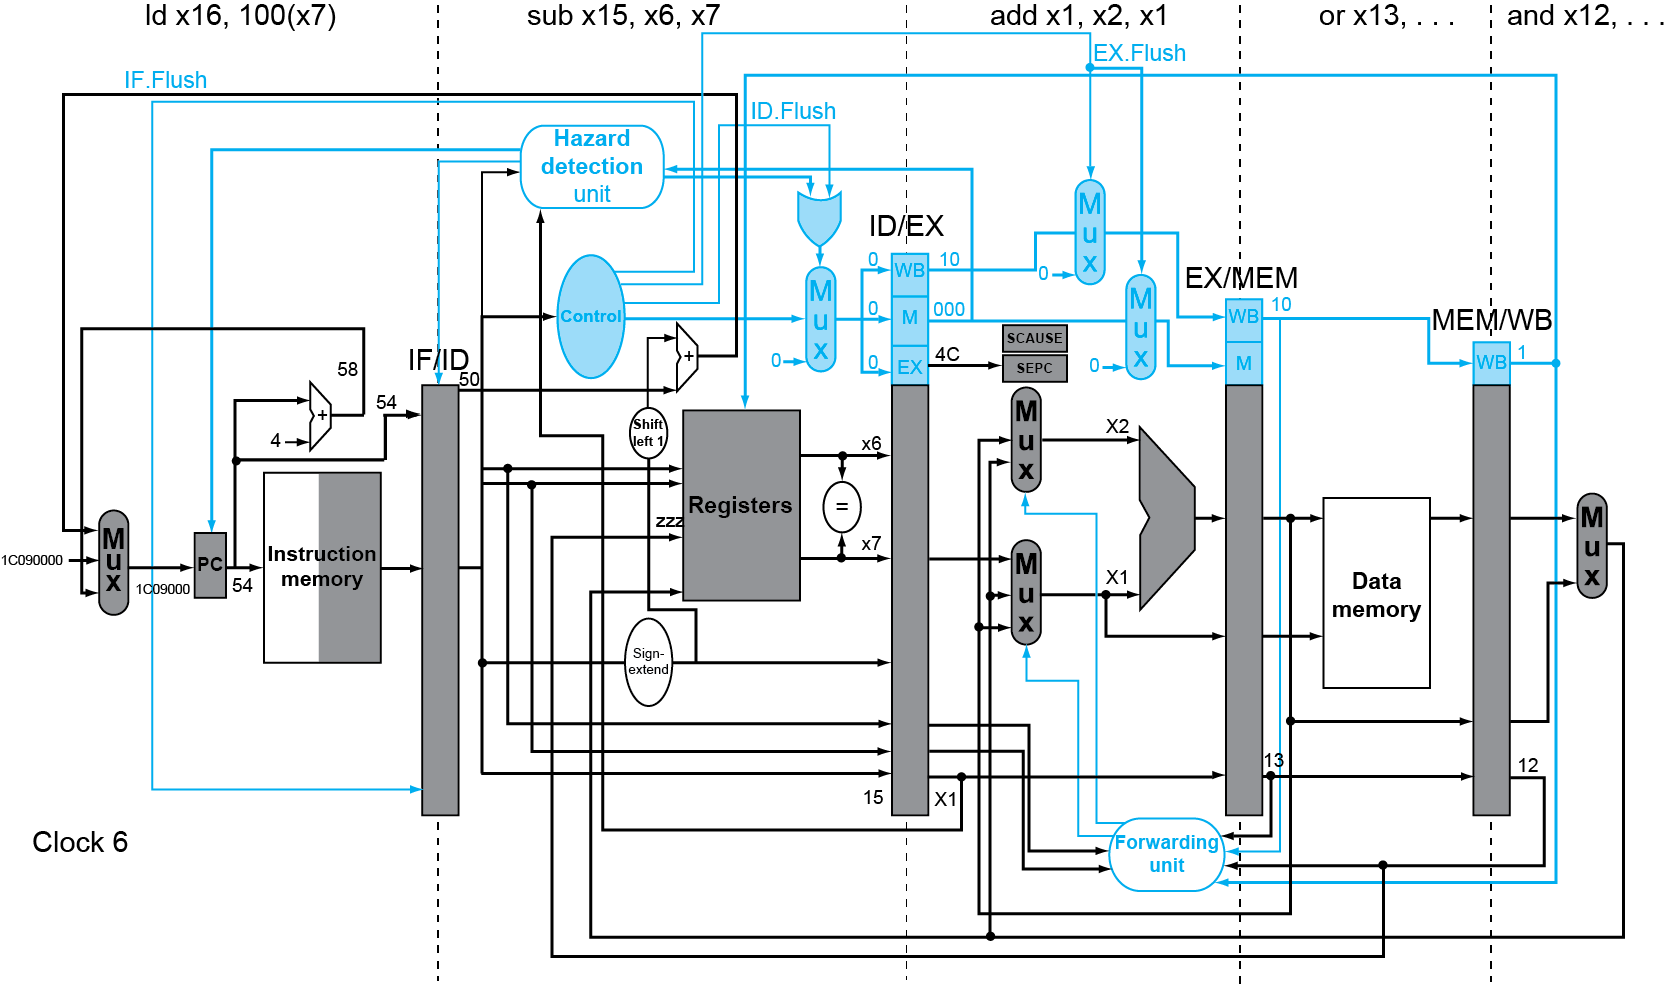 ld x16, 100(x7)
sub x15, x6, x7
add x1, x2, x1
or x13, . . .
and x12, . . .
EX.Flush
IF.Flush
ID.Flush
Hazard
detection
unit
M
u
x
0
ID/EX
0
WB
10
0
M
000
0
EX
4C
Control
M
u
x
0
SCAUSE
SEPC
M
u
x
0
EX/MEM
WB
10
M
MEM/WB
WB
1
IF/ID
50
58
54
4
+
+
Shift
left 1
M
u
x
1C090000
1C09000
PC
54
Instruction
memory
zzz
Registers
x6
=
x7
Sign-
extend
M
u
x
X2
M
u
x
X1
Data
memory
M
u
x
15
X1
13
12
Forwarding
unit
Clock 6